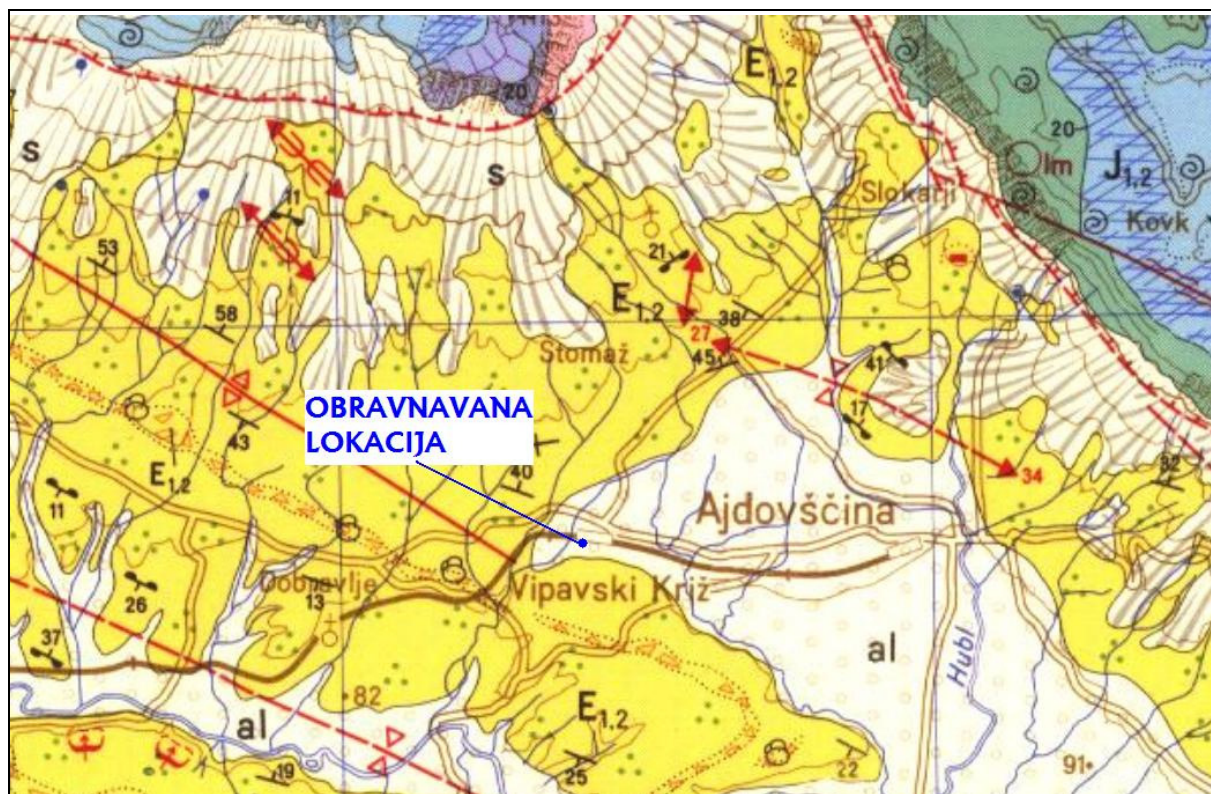 20
E1,2
s
s
11
Slokarji
lm
20
J1,2
Kovk
53
21
58
E1,2
38
27
45
Stomaž
41
OBRAVNAVANA
LOKACIJA
43
17
E1,2
40
32
34
11
Ajdovščina
Dobravlje
13
Vipavski Križ
26
37
al
Hubl
82
al
E1,2
19
25
22
91